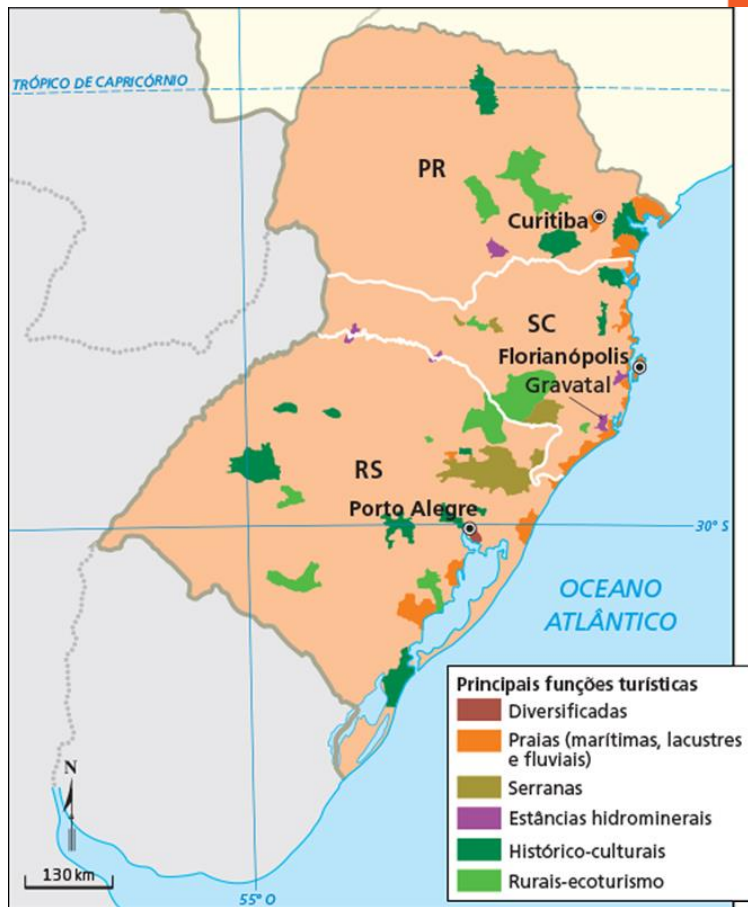 TRÓPICO DE CAPRICÓRNIO
PR
Curitiba
SC
Florianópolis
Gravatal
RS
Porto Alegre
30° S
OCEANO
ATLÂNTICO
Principais funções turísticas
Diversificadas
Praias (marítimas, lacustres
e fluviais)
Serranas
Estâncias hidrominerais
Histórico-culturais
Rurais-ecoturismo
N
130 km
55° O